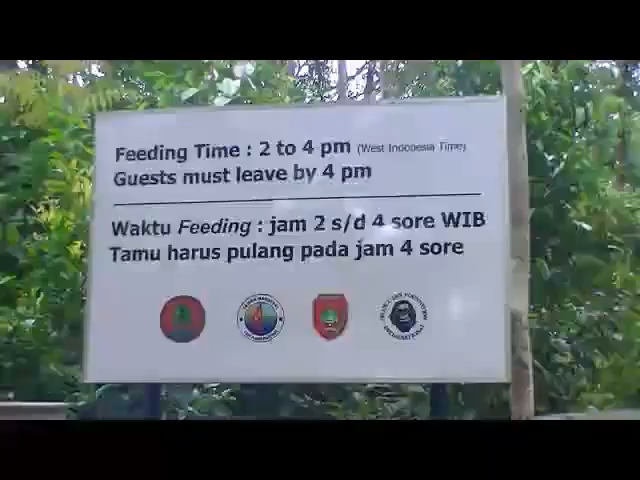 Feeding Time : 2 to 4 pm (West Indonesia Time)
Guests must leave by 4 pm
Waktu Feeding : jam 2 s/d 4 sore WIB
Tamu harus pulang pada jam 4 sore